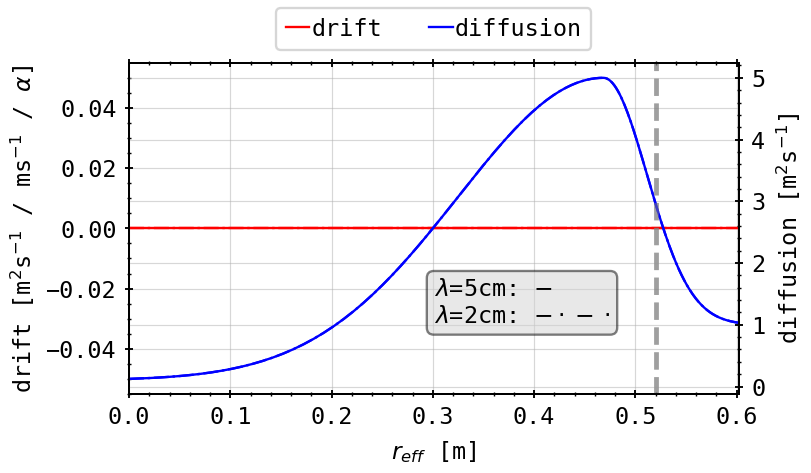 drift diffusion
drift [m²s⁻¹ / ms⁻¹ / α]
0.04
0.02
0.00
−0.02
−0.04
5
4
3
2
1
0
diffusion [m²s⁻¹]
λ=5cm: —
λ=2cm: —·—·
0.0 0.1 0.2 0.3 0.4 0.5 0.6
r_eff [m]